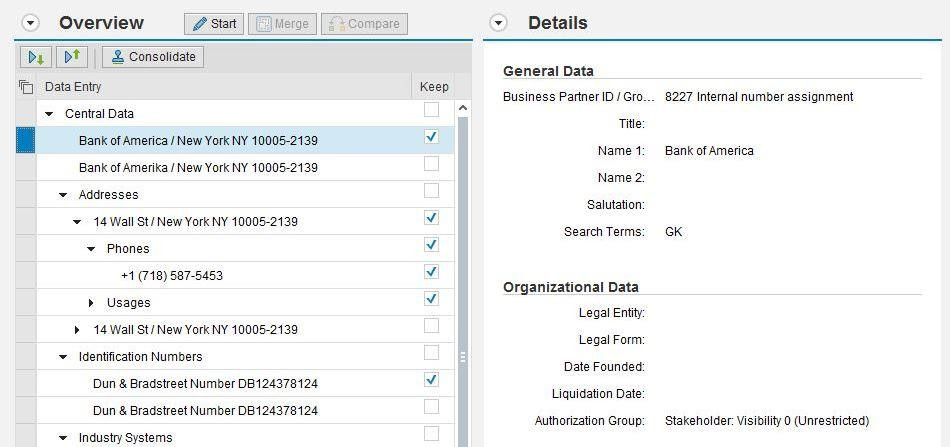 Overview
Start
Merge
Compare
Consolidate
Data Entry Keep
Central Data
Bank of America / New York NY 10005-2139
Bank of Amerika / New York NY 10005-2139
Addresses
14 Wall St / New York NY 10005-2139
Phones
+1 (718) 587-5453
Usages
14 Wall St / New York NY 10005-2139
Identification Numbers
Dun & Bradstreet Number DB124378124
Dun & Bradstreet Number DB124378124
Industry Systems
Details
General Data
Business Partner ID / Gro... 8227 Internal number assignment
Title:
Name 1: Bank of America
Name 2:
Salutation:
Search Terms: GK
Organizational Data
Legal Entity:
Legal Form:
Date Founded:
Liquidation Date:
Authorization Group: Stakeholder: Visibility 0 (Unrestricted)